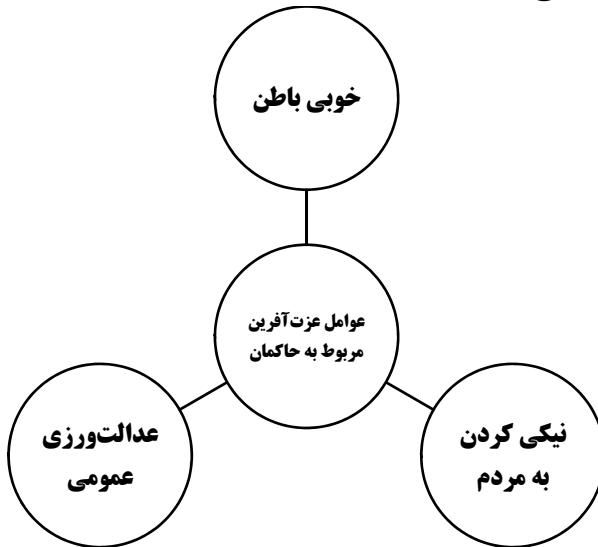 خوبی باطن
عوامل عزت‌آفرین
مربوط به حاکمان
نیکی کردن
به مردم
عدالت‌ورزی
عمومی